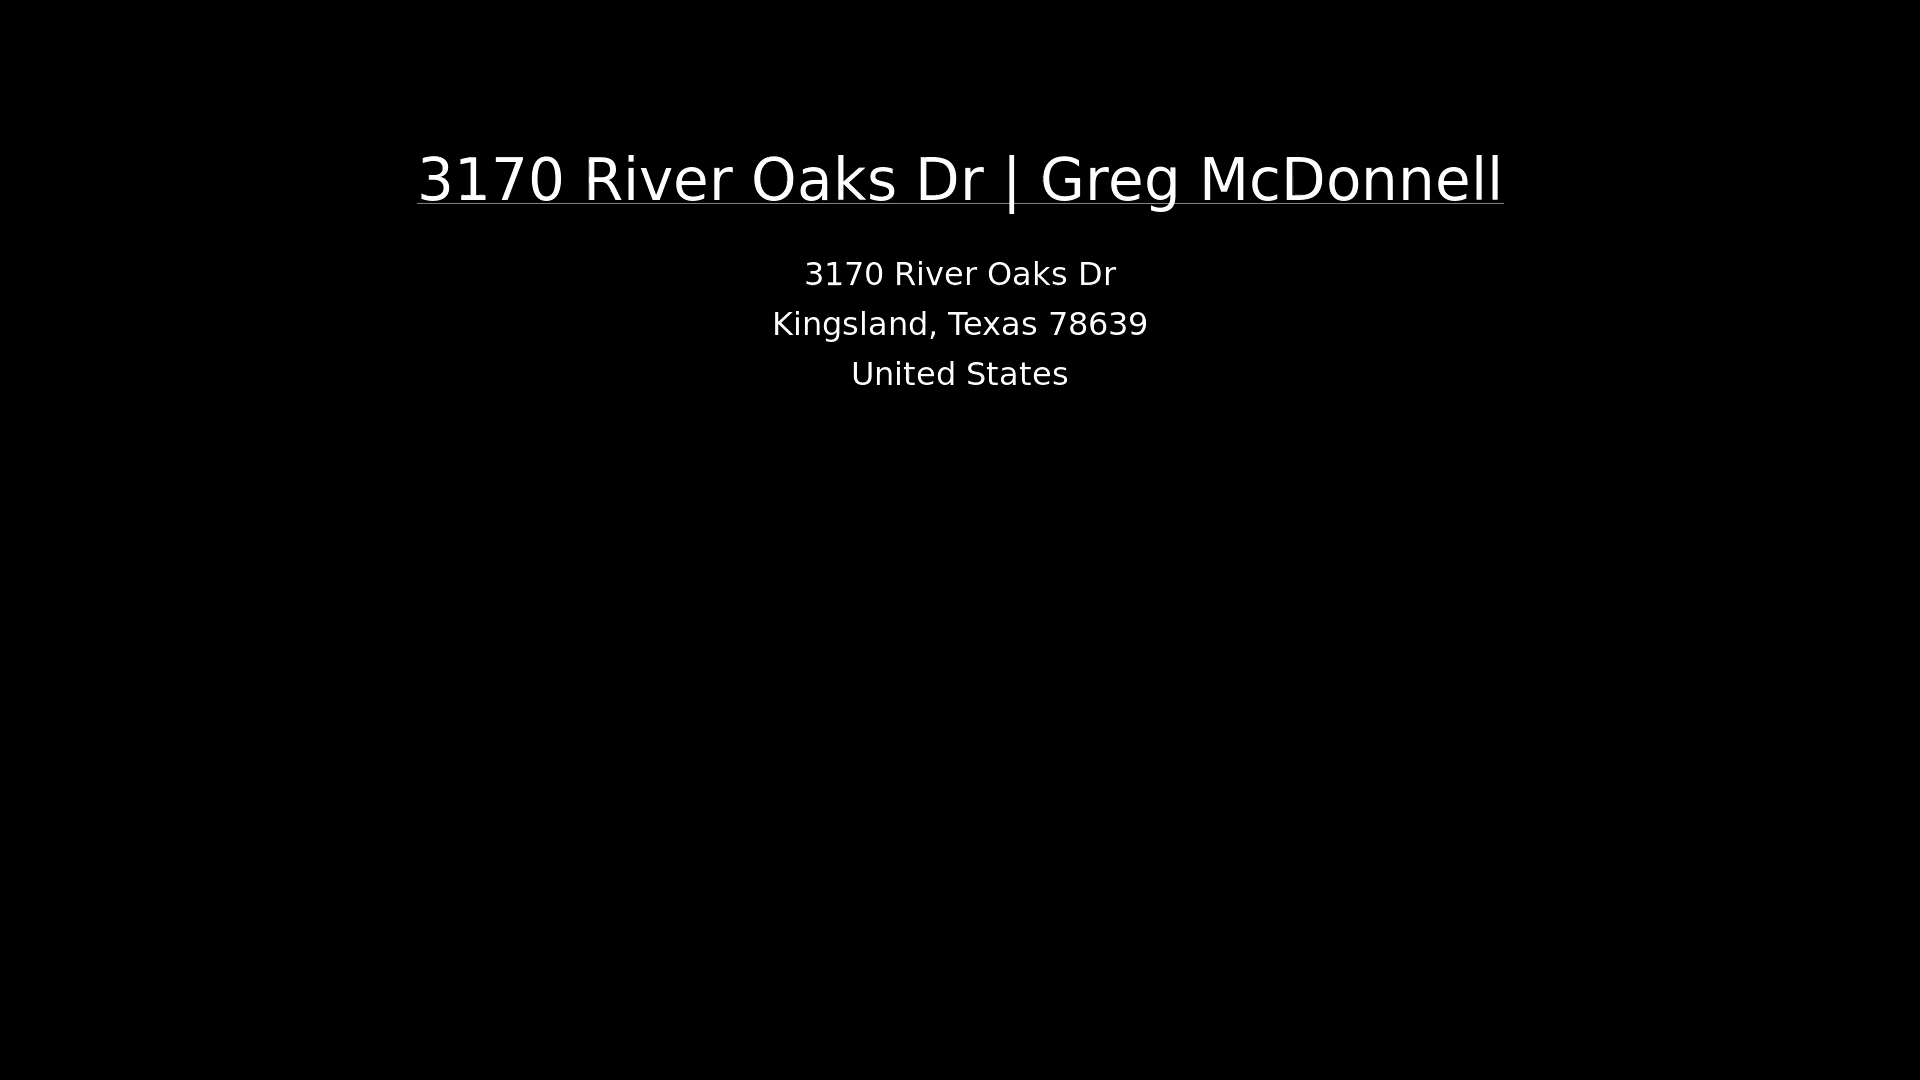 3170 River Oaks Dr | Greg McDonnell
3170 River Oaks Dr
Kingsland, Texas 78639
United States